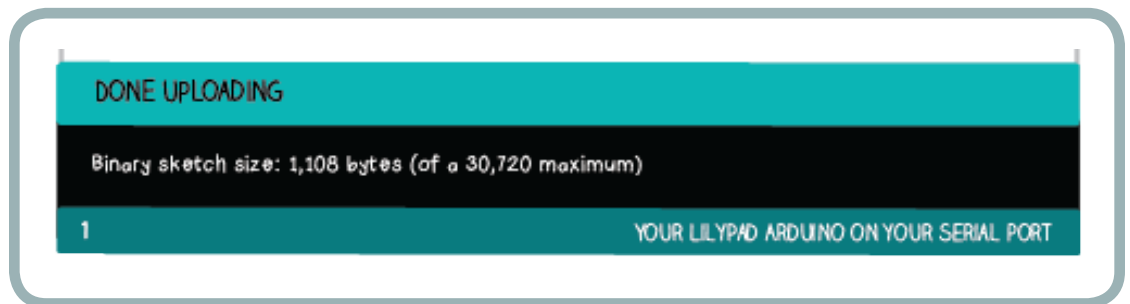 DONE UPLOADING
Binary sketch size: 1,108 bytes (of a 30,720 maximum)
1 YOUR LILYPAD ARDUINO ON YOUR SERIAL PORT